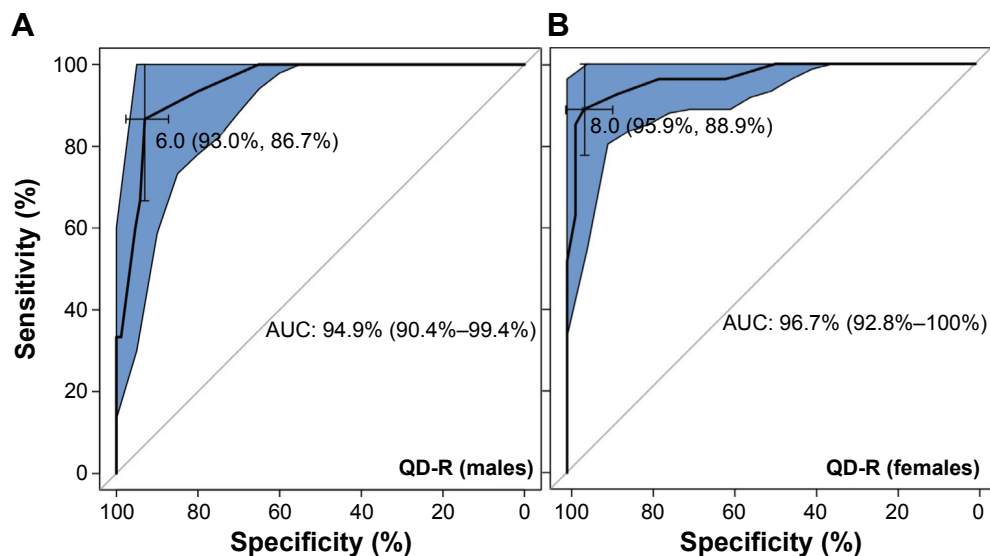 A
B
100
80
60
40
20
0
Sensitivity (%)
6.0 (93.0%, 86.7%)
AUC: 94.9% (90.4%–99.4%)
QD-R (males)
100 80 60 40 20 0
Specificity (%)
8.0 (95.9%, 88.9%)
AUC: 96.7% (92.8%–100%)
QD-R (females)
100 80 60 40 20 0
Specificity (%)